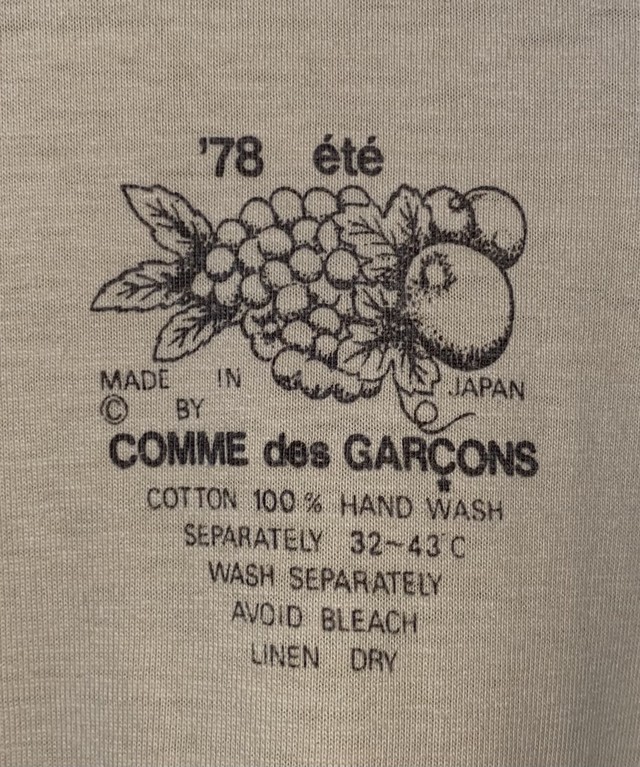 '78 été
MADE IN JAPAN
© BY
COMME des GARÇONS
COTTON 100% HAND WASH
SEPARATELY 32~43°C
WASH SEPARATELY
AVOID BLEACH
LINEN DRY